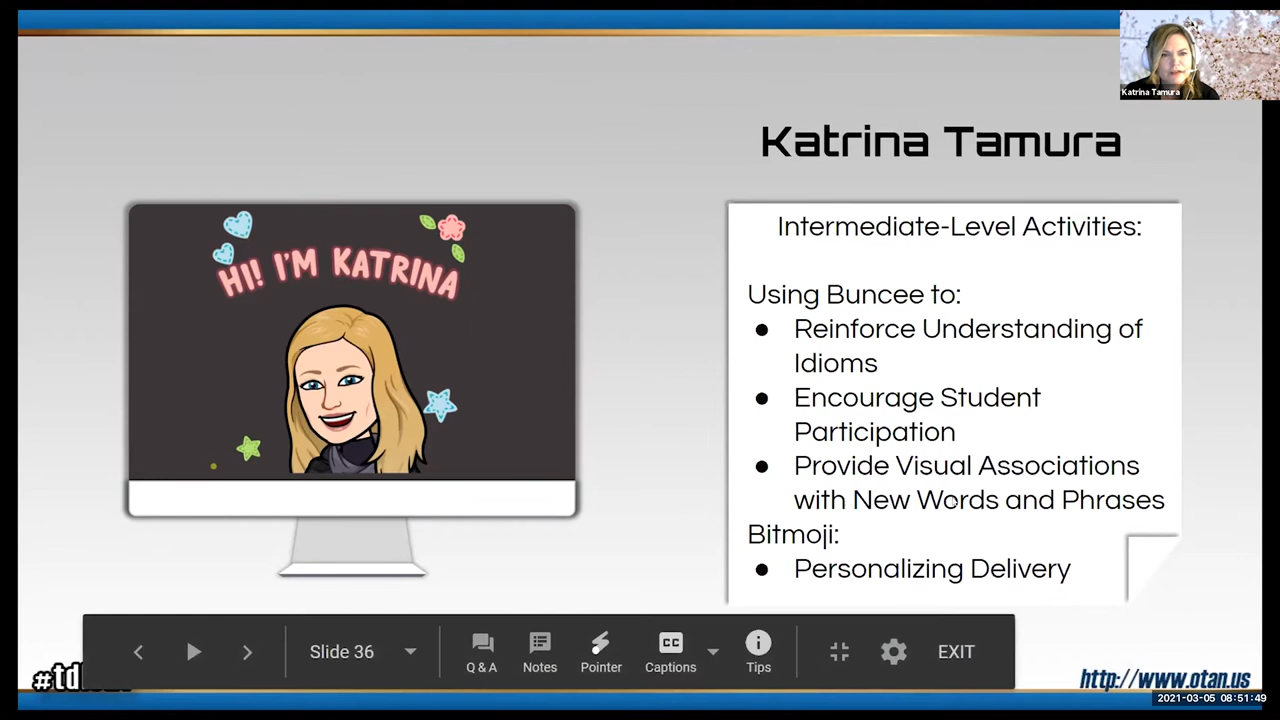 Katrina Tamura
Katrina Tamura
HI! I'M KATRINA
Intermediate-Level Activities:
Using Buncee to:
● Reinforce Understanding of
Idioms
● Encourage Student
Participation
● Provide Visual Associations
with New Words and Phrases
Bitmoji:
● Personalizing Delivery
Slide 36
Q & A
Notes
Pointer
CC
Captions
Tips
EXIT
http://www.otan.us
2021-03-05 08:51:49